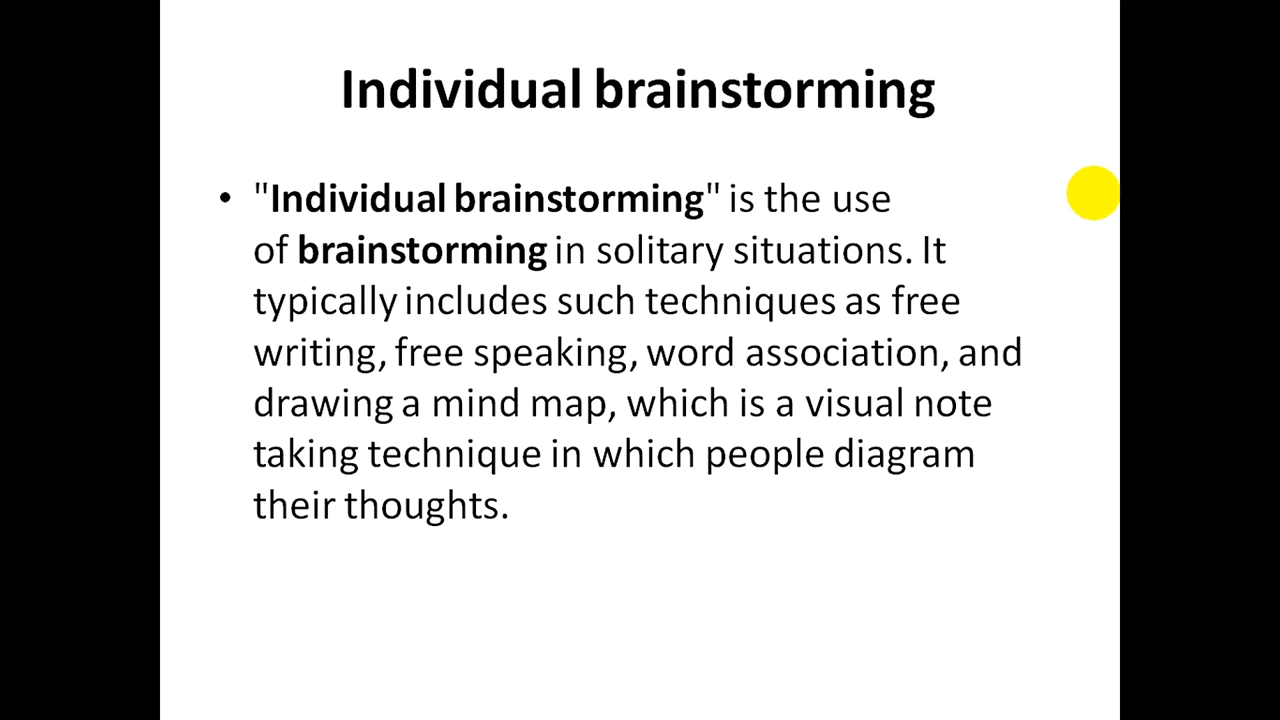 Individual brainstorming
• "Individual brainstorming" is the use
of brainstorming in solitary situations. It
typically includes such techniques as free
writing, free speaking, word association, and
drawing a mind map, which is a visual note
taking technique in which people diagram
their thoughts.